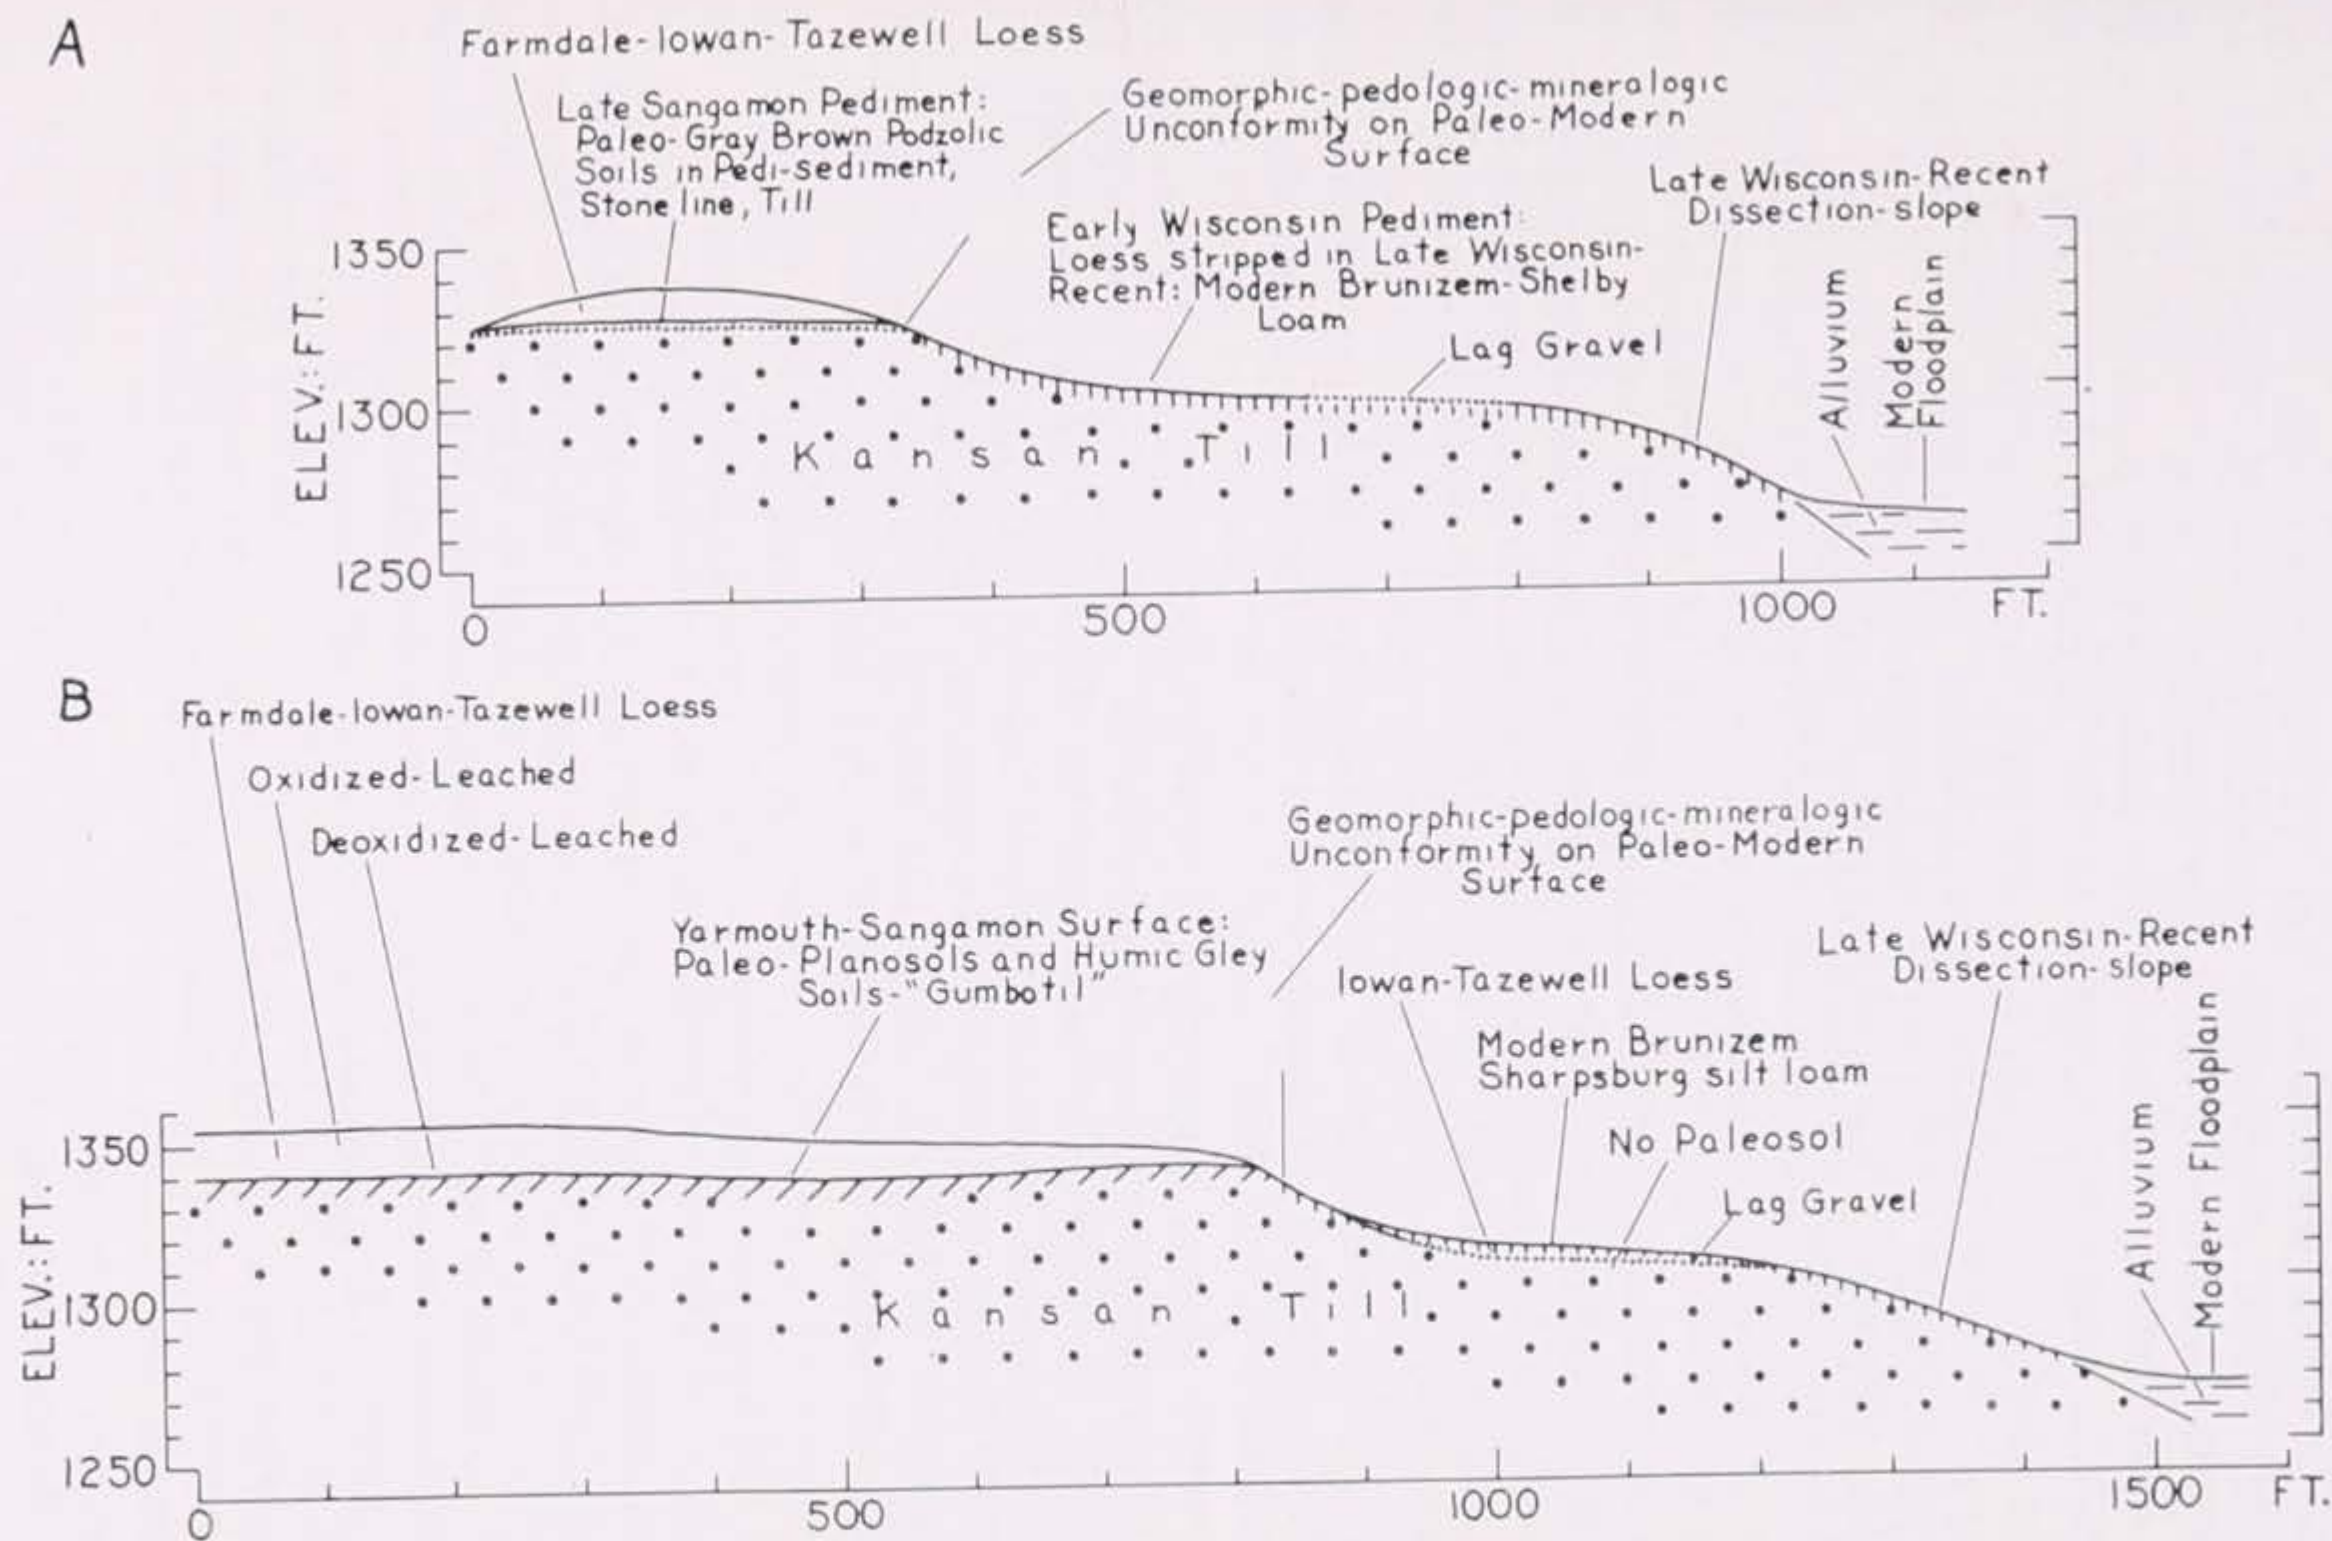 A
Farmdale-Iowan-Tazewell Loess
Late Sangamon Pediment:
Paleo-Gray Brown Podzolic
Soils in Pedi-sediment,
Stone line, Till
Geomorphic-pedologic-mineralogic
Unconformity on Paleo-Modern
Surface
Early Wisconsin Pediment:
Loess stripped in Late Wisconsin-
Recent: Modern Brunizem-Shelby
Loam
Late Wisconsin-Recent
Dissection-slope
Lag Gravel
Alluvium
Modern
Floodplain
ELEV.: FT.
1350
1300
1250
Kansan Till
0
500
1000
FT.
B
Farmdale-Iowan-Tazewell Loess
Oxidized-Leached
Deoxidized-Leached
Yarmouth-Sangamon Surface:
Paleo-Planosols and Humic Gley
Soils-"Gumbotil"
Geomorphic-pedologic-mineralogic
Unconformity on Paleo-Modern
Surface
Iowan-Tazewell Loess
Modern Brunizem
Sharpsburg silt loam
No Paleosol
Lag Gravel
Late Wisconsin-Recent
Dissection-slope
Alluvium
Modern Floodplain
ELEV.: FT.
1350
1300
1250
Kansan Till
0
500
1000
1500
FT.